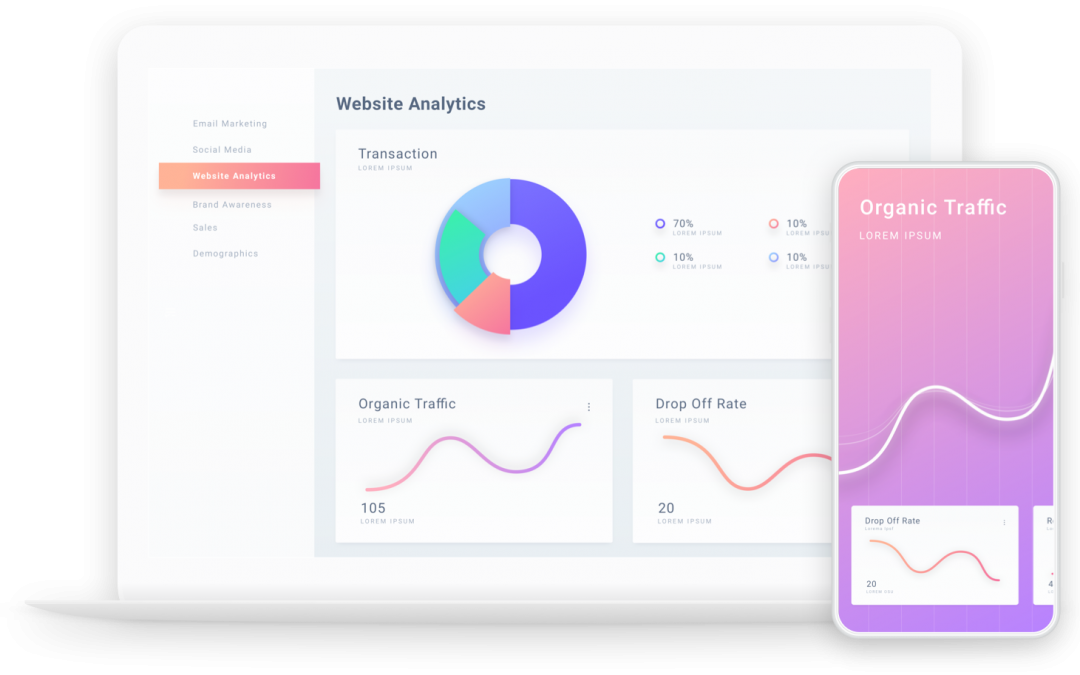 Email Marketing
Social Media
Website Analytics
Brand Awareness
Sales
Demographics
Website Analytics
Transaction
LOREM IPSUM
70%
LOREM IPSUM
10%
LOREM IPSU
10%
LOREM IPSUM
10%
LOREM IPSU
Organic Traffic
LOREM IPSUM
105
LOREM IPSUM
Drop Off Rate
LOREM IPSUM
20
LOREM IPSUM
Organic Traffic
LOREM IPSUM
Drop Off Rate
20
R
4